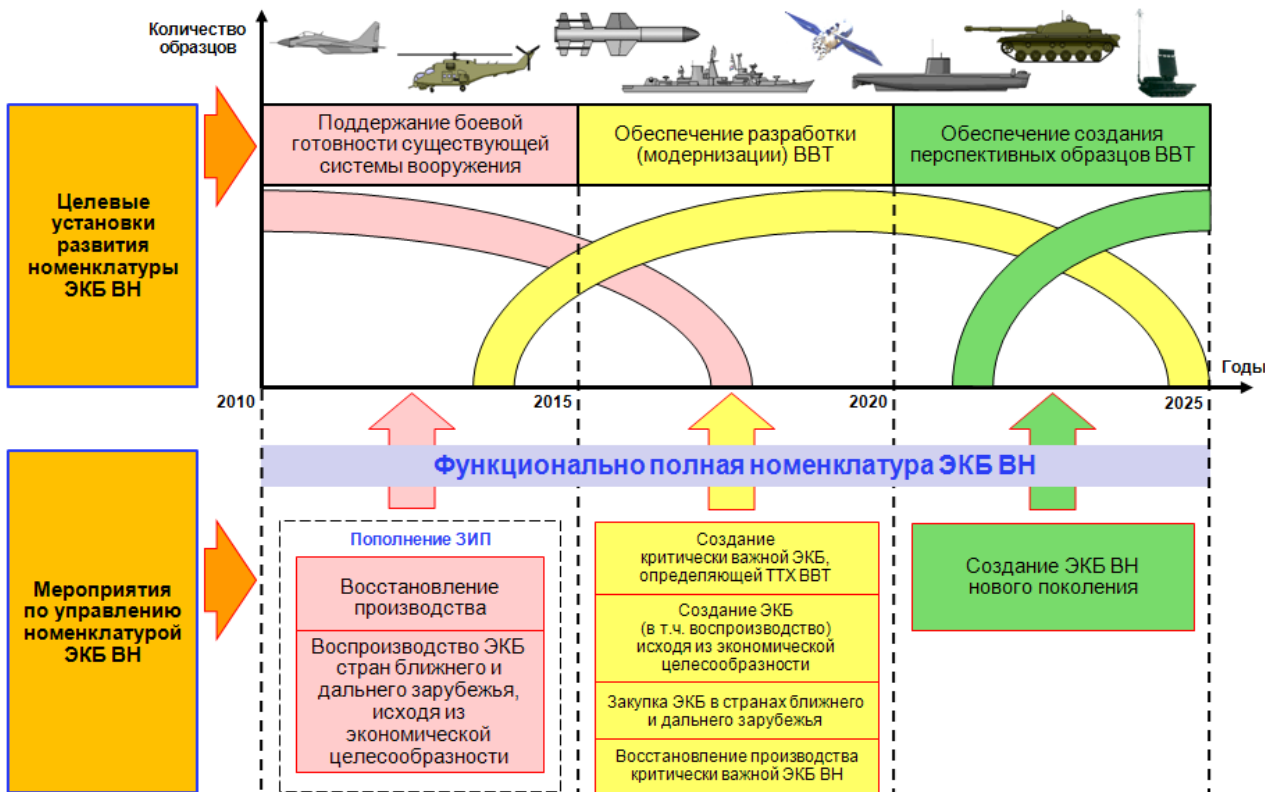 Количество
образцов
Поддержание боевой
готовности существующей
системы вооружения
Обеспечение разработки
(модернизации) ВВТ
Обеспечение создания
перспективных образцов ВВТ
Целевые
установки
развития
номенклатуры
ЭКБ ВН
Годы
2010
2015
2020
2025
Функционально полная номенклатура ЭКБ ВН
Мероприятия
по управлению
номенклатурой
ЭКБ ВН
Пополнение ЗИП
Восстановление
производства
Воспроизводство ЭКБ
стран ближнего и
дальнего зарубежья,
исходя из
экономической
целесообразности
Создание
критически важной ЭКБ,
определяющей ТТХ ВВТ
Создание ЭКБ
(в т.ч. воспроизводство)
исходя из экономической
целесообразности
Закупка ЭКБ в странах ближнего
и дальнего зарубежья
Восстановление производства
критически важной ЭКБ ВН
Создание ЭКБ ВН
нового поколения